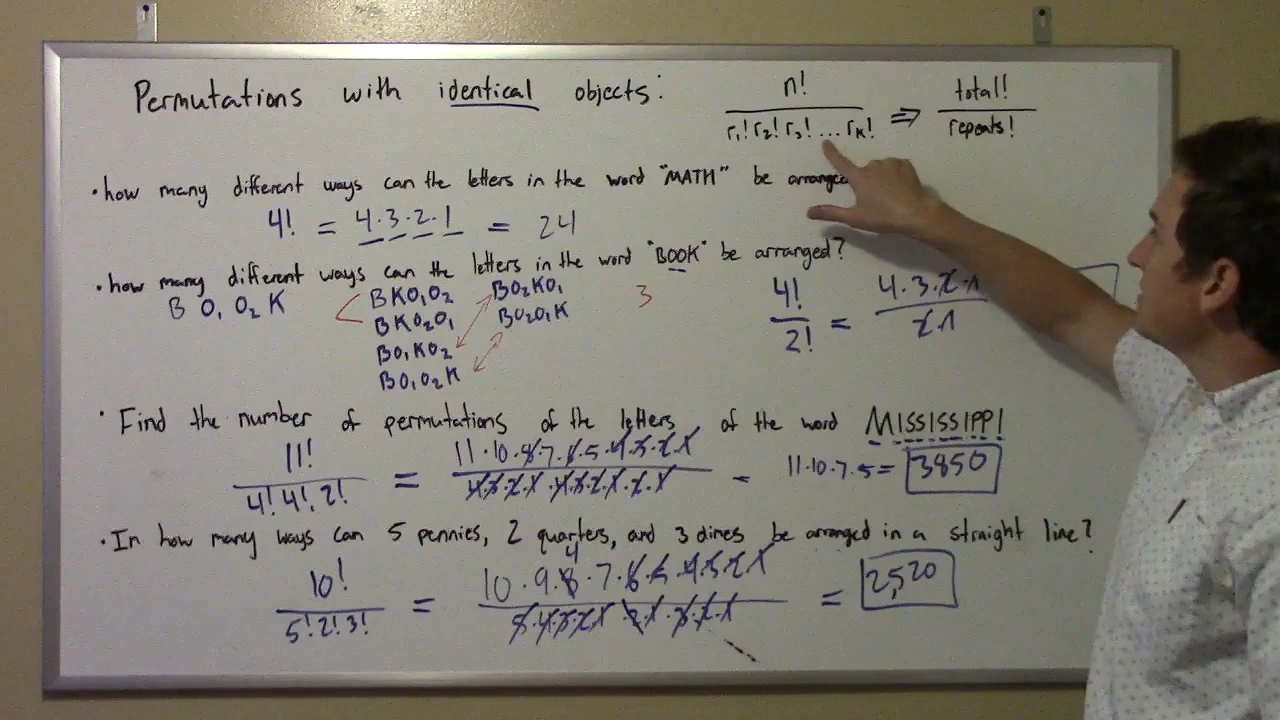 Permutations with identical objects: n! / r₁! r₂! r₃! ... rₖ! ⇒ total! / repeats!
• how many different ways can the letters in the word "MATH" be arranged
4! = 4·3·2·1 = 24
• how many different ways can the letters in the word "BOOK" be arranged?
B O₁ O₂ K
BKO₁O₂
BKO₂O₁
BO₁KO₂
BO₁O₂K
BO₂KO₁
BO₂O₁K
3
4! / 2! = 4·3·2·1 / 2·1
• Find the number of permutations of the letters of the word MISSISSIPPI
11! / 4! 4! 2! = 11·10·8·7·6·5·4·3·2·1 / 4·3·2·1·4·3·2·1·2·1 = 11·10·7·5 = 3850
• In how many ways can 5 pennies, 2 quarters, and 3 dimes be arranged in a straight line?
4
10! / 5! 2! 3! = 10·9·8·7·6·5·4·3·2·1 / 5·4·3·2·1 2·1·3·2·1 = 2,520